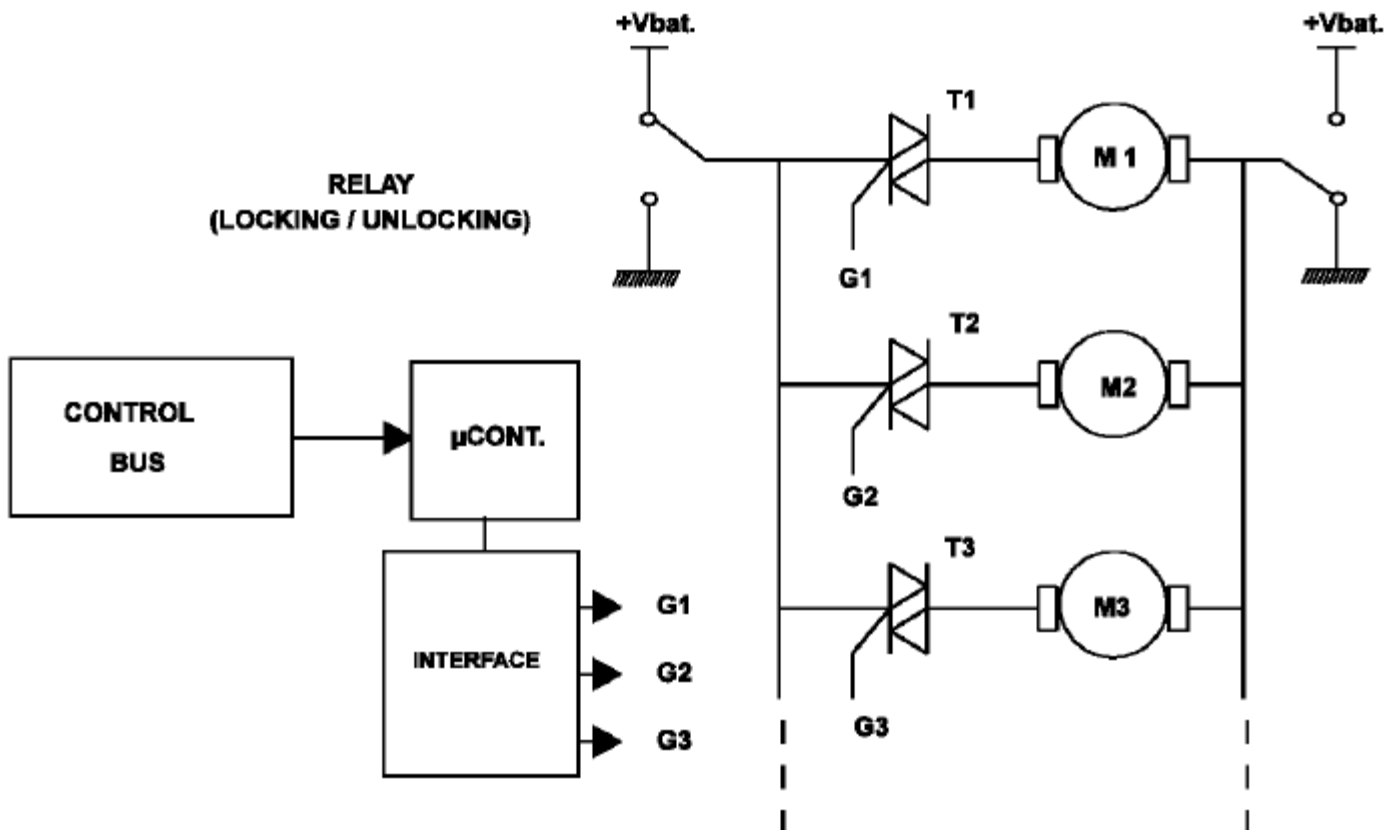 +Vbat.
+Vbat.
T1
M 1
RELAY
(LOCKING / UNLOCKING)
G1
T2
M2
CONTROL
BUS
µCONT.
G2
T3
M3
G1
INTERFACE
G2
G3
G3